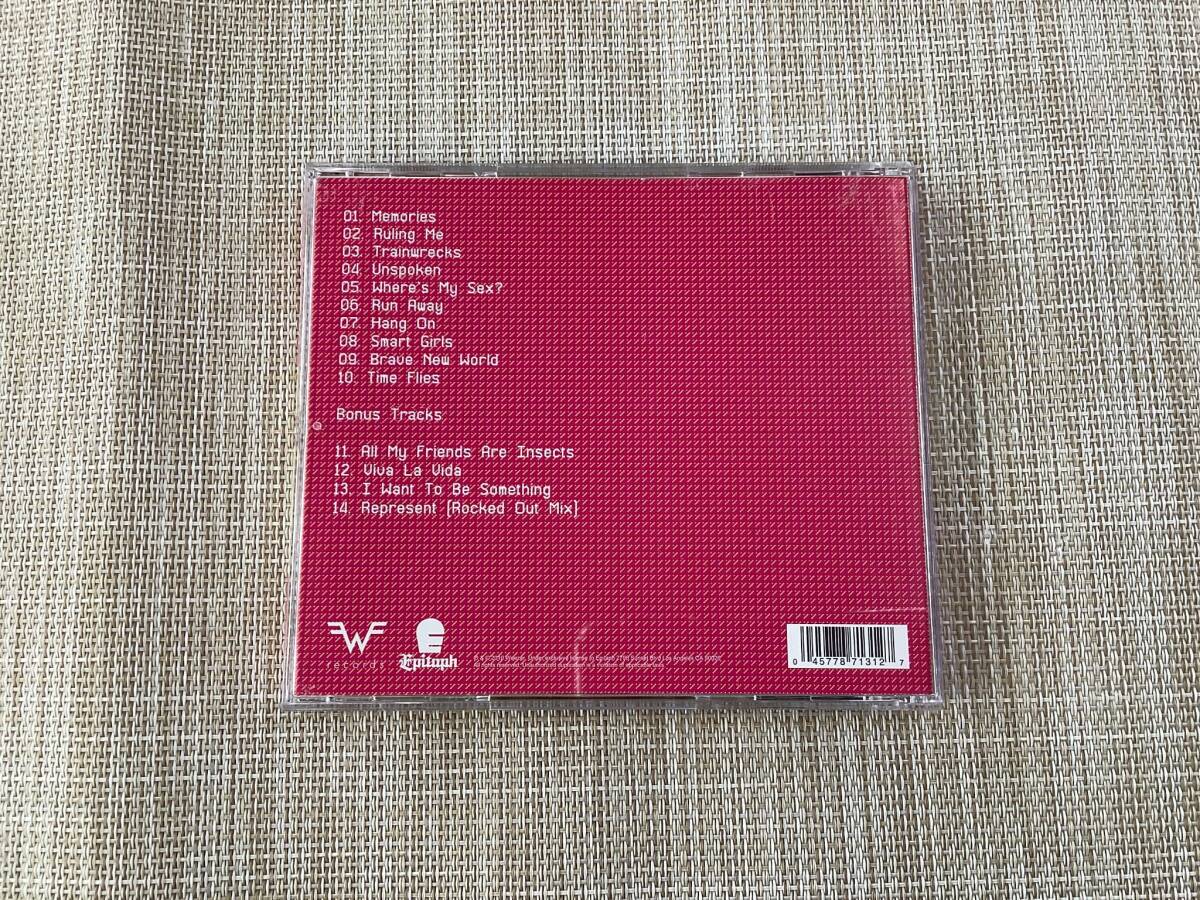 01. Memories
02. Ruling Me
03. Trainwrecks
04. Unspoken
05. Where's My Sex?
06. Run Away
07. Hang On
08. Smart Girls
09. Brave New World
10. Time Flies
Bonus Tracks
11. All My Friends Are Insects
12. Viva La Vida
13. I Want To Be Something
14. Represent (Rocked Out Mix)
W
records
Epitaph
0 45778 71312 7